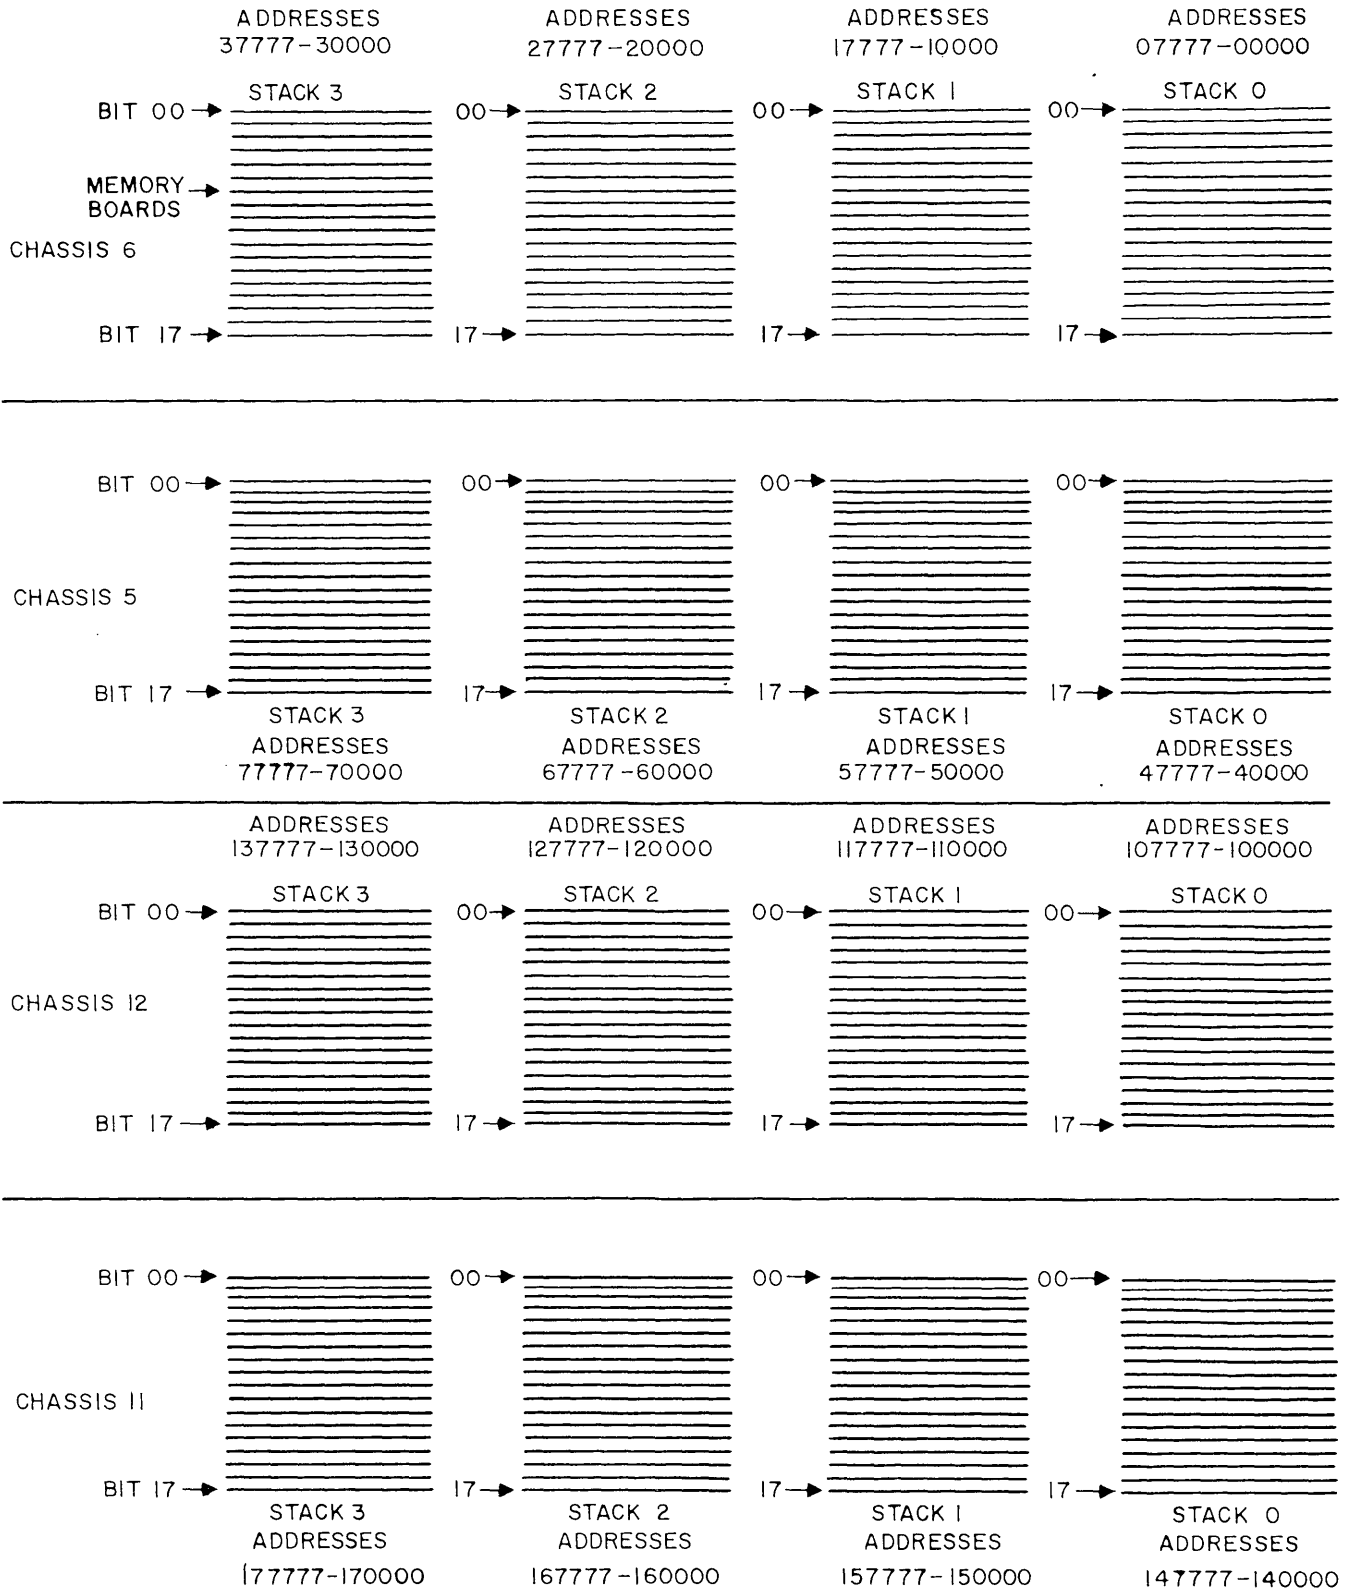 ADDRESSES ADDRESSES ADDRESSES ADDRESSES
37777-30000 27777-20000 17777-10000 07777-00000
STACK 3 STACK 2 STACK 1 STACK 0
BIT 00 00 00 00
MEMORY
BOARDS
CHASSIS 6
BIT 17 17 17 17
BIT 00 00 00 00
CHASSIS 5
BIT 17 17 17 17
STACK 3 STACK 2 STACK 1 STACK 0
ADDRESSES ADDRESSES ADDRESSES ADDRESSES
77777-70000 67777-60000 57777-50000 47777-40000
ADDRESSES ADDRESSES ADDRESSES ADDRESSES
137777-130000 127777-120000 117777-110000 107777-100000
STACK 3 STACK 2 STACK 1 STACK 0
BIT 00 00 00 00
CHASSIS 12
BIT 17 17 17 17
BIT 00 00 00 00
CHASSIS 11
BIT 17 17 17 17
STACK 3 STACK 2 STACK 1 STACK 0
ADDRESSES ADDRESSES ADDRESSES ADDRESSES
177777-170000 167777-160000 157777-150000 147777-140000